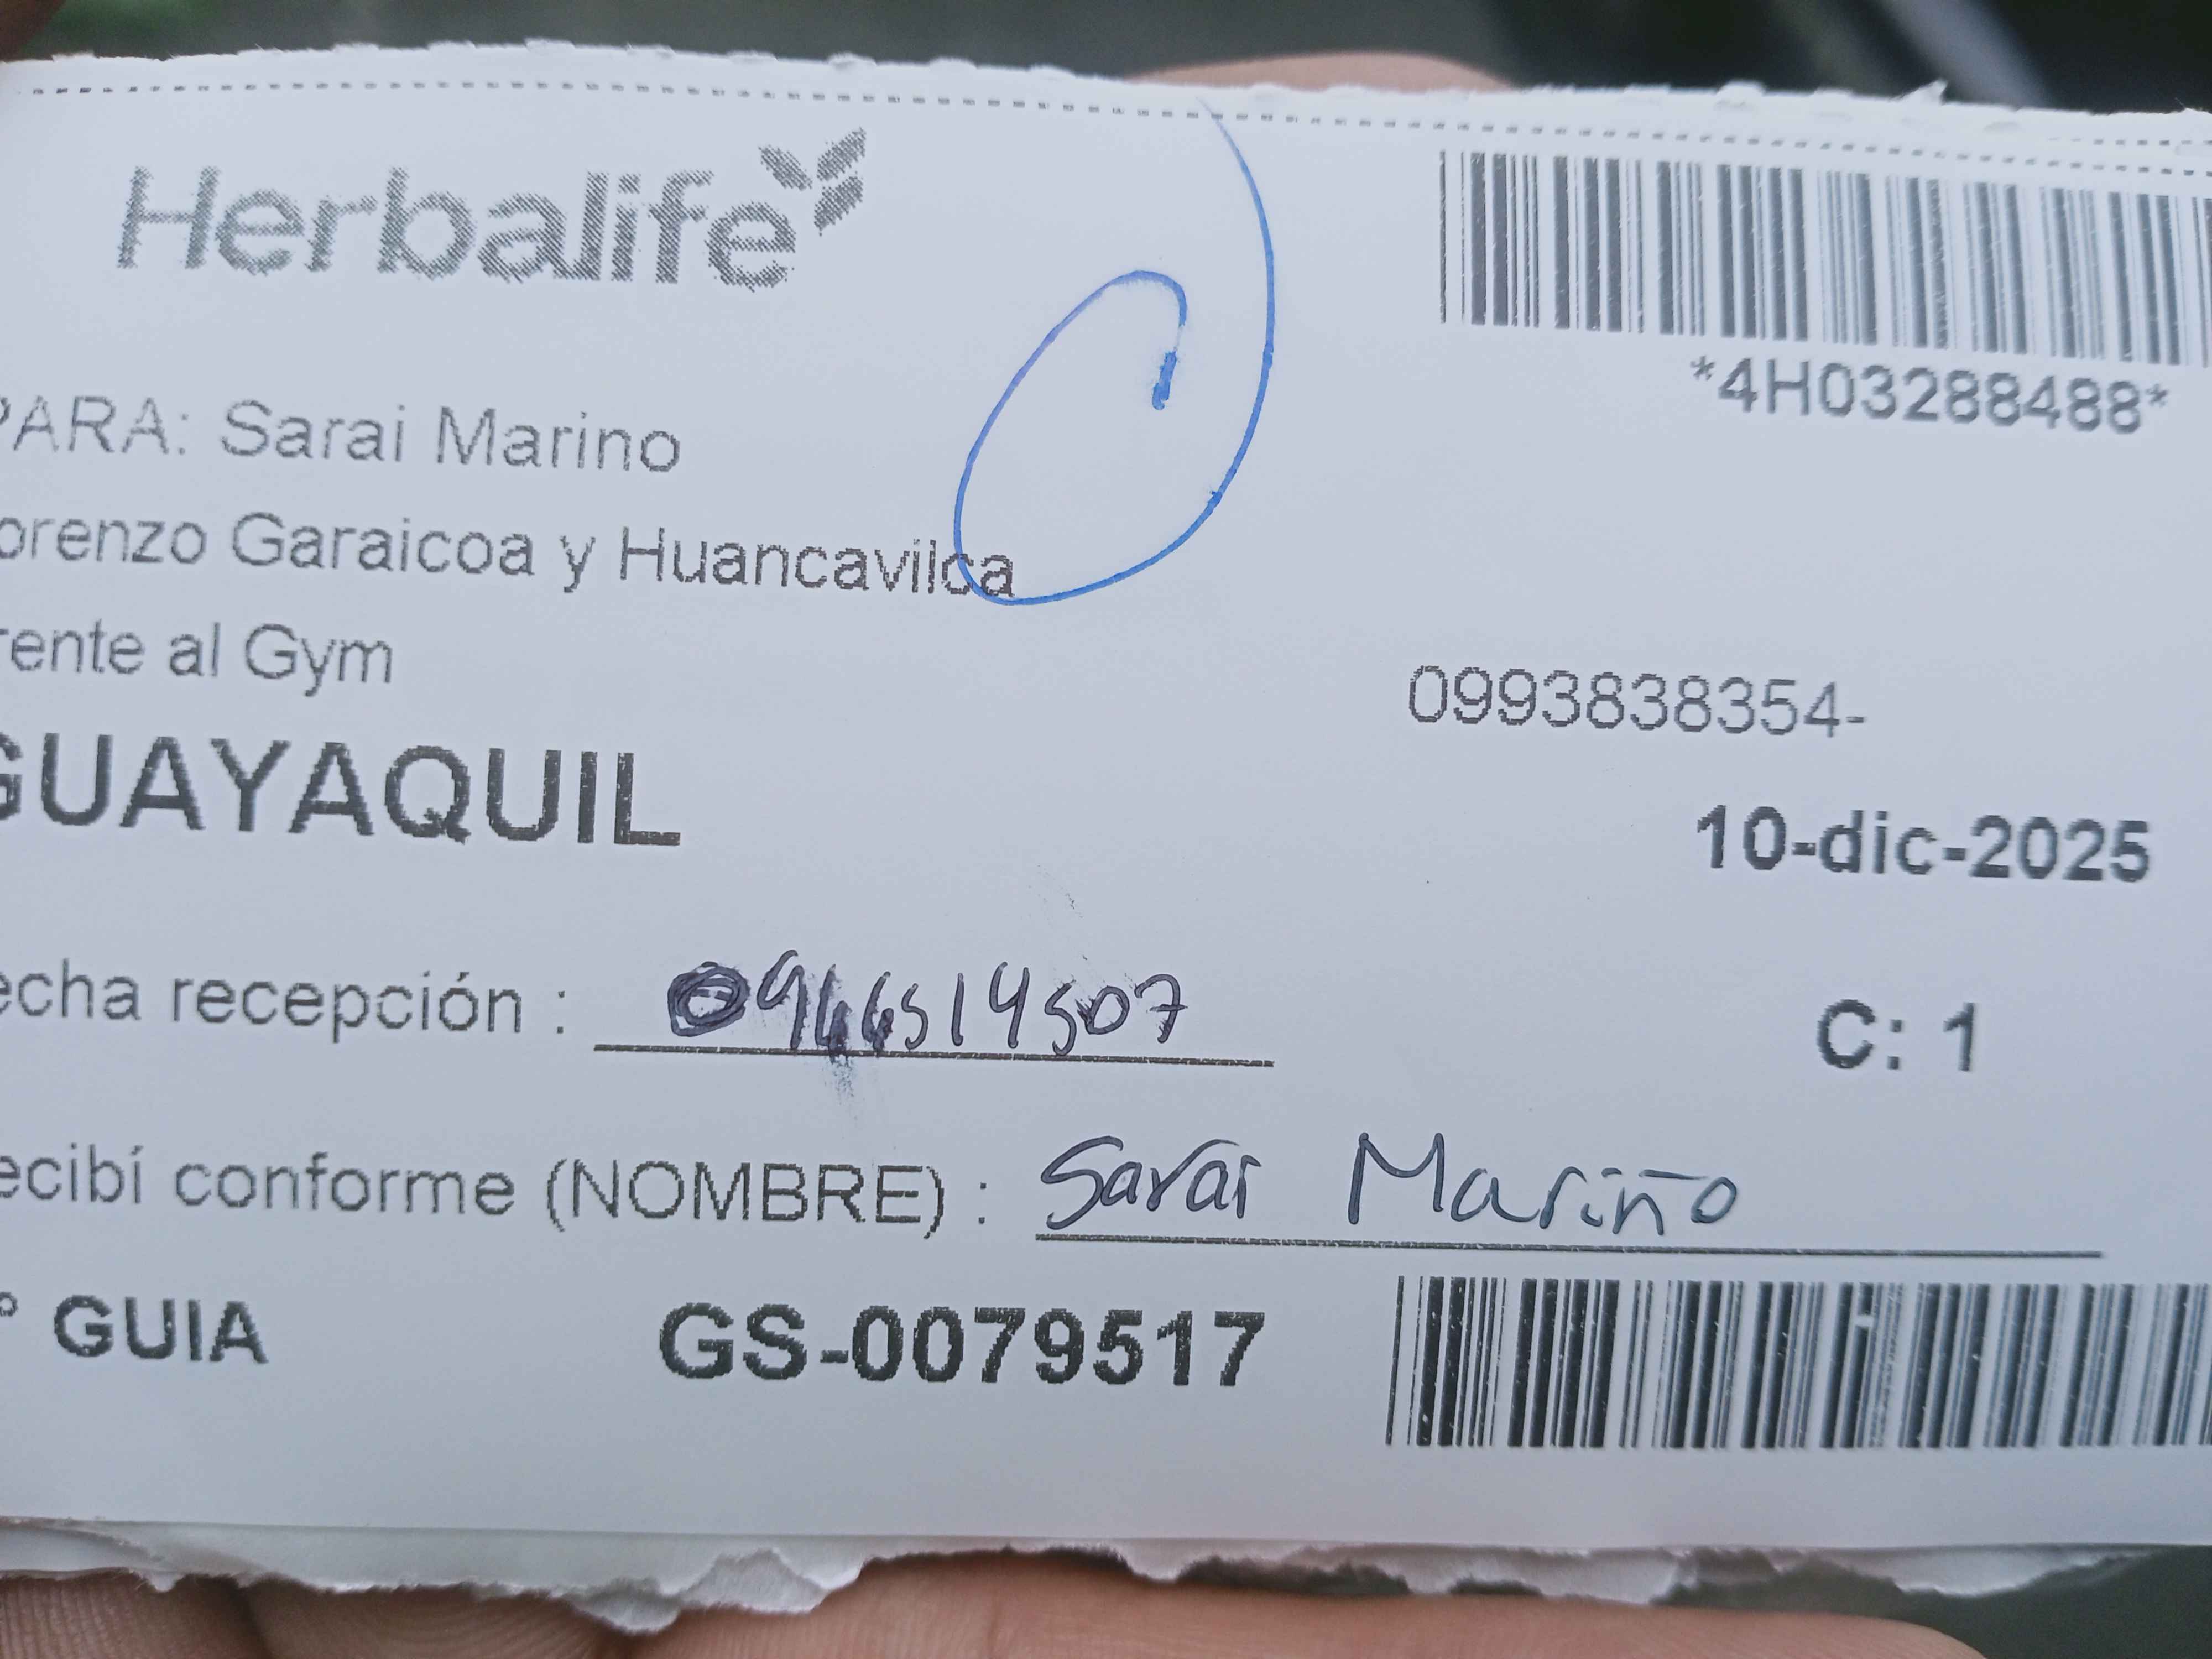 Herbalife
*4H03288488*
PARA: Sarai Marino
orenzo Garaicoa y Huancavilca
rente al Gym
0993838354-
GUAYAQUIL
10-dic-2025
echa recepción :
C: 1
ecibí conforme (NOMBRE) : Sarai Mariño
° GUIA GS-0079517